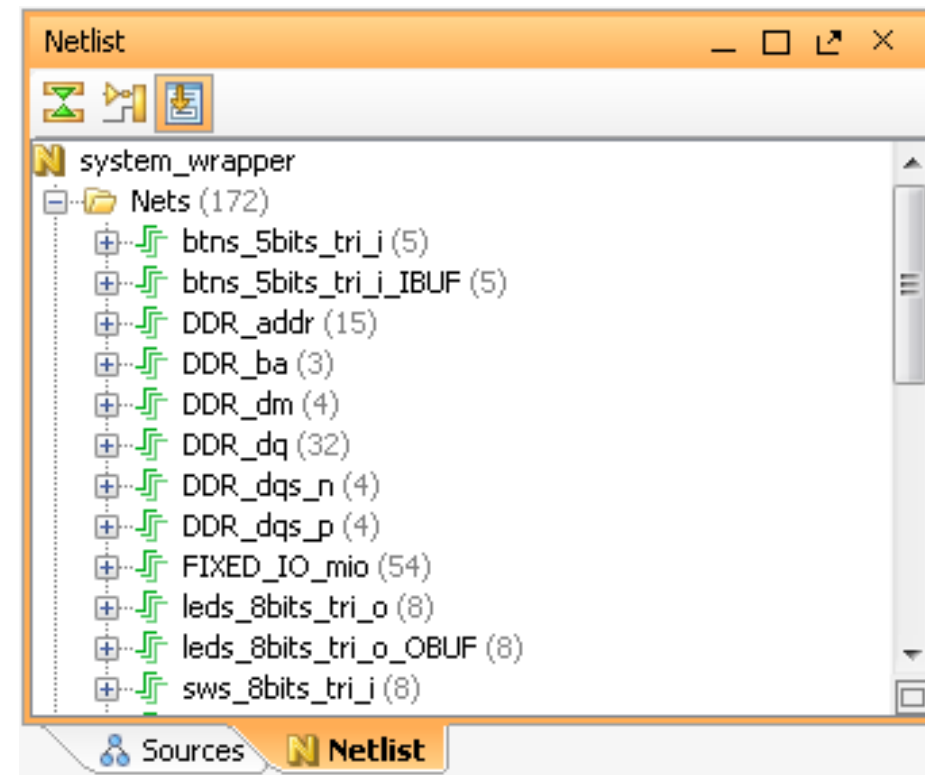 Netlist
system_wrapper
Nets (172)
btns_5bits_tri_i (5)
btns_5bits_tri_i_IBUF (5)
DDR_addr (15)
DDR_ba (3)
DDR_dm (4)
DDR_dq (32)
DDR_dqs_n (4)
DDR_dqs_p (4)
FIXED_IO_mio (54)
leds_8bits_tri_o (8)
leds_8bits_tri_o_OBUF (8)
sws_8bits_tri_i (8)
Sources Netlist